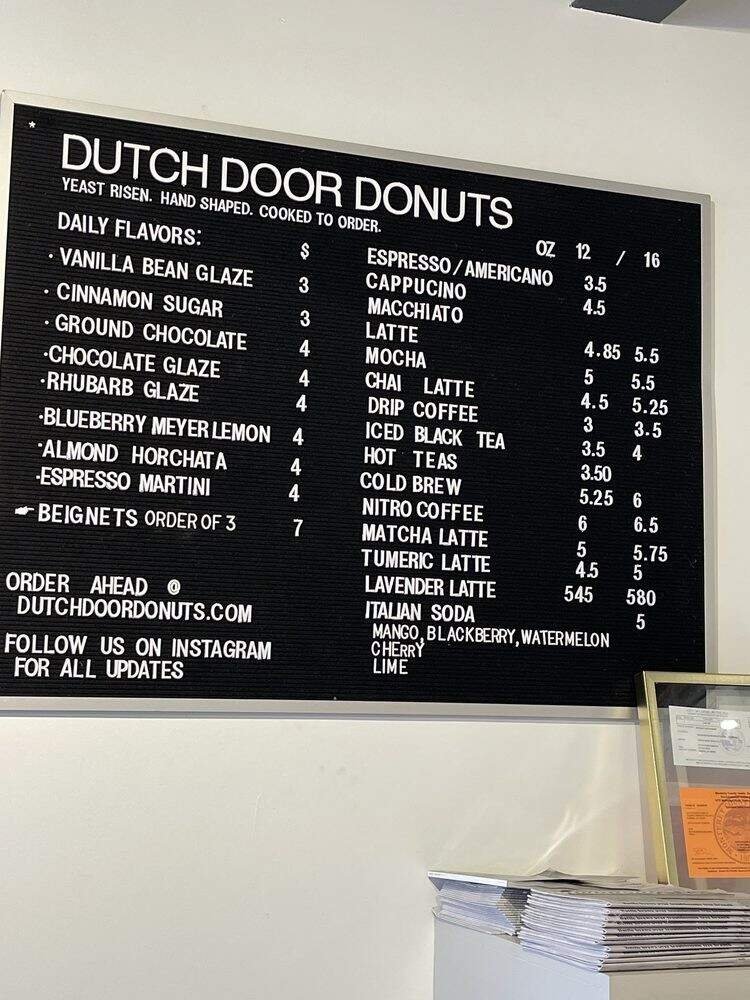 *
DUTCH DOOR DONUTS
YEAST RISEN. HAND SHAPED. COOKED TO ORDER.
DAILY FLAVORS: $
· VANILLA BEAN GLAZE 3
· CINNAMON SUGAR 3
· GROUND CHOCOLATE 4
·CHOCOLATE GLAZE 4
·RHUBARB GLAZE 4
·BLUEBERRY MEYER LEMON 4
·ALMOND HORCHATA 4
·ESPRESSO MARTINI 4
☛ BEIGNETS ORDER OF 3 7
ORDER AHEAD @
DUTCHDOORDONUTS.COM
FOLLOW US ON INSTAGRAM
FOR ALL UPDATES
OZ 12 / 16
ESPRESSO/AMERICANO 3.5
CAPPUCINO 4.5
MACCHIATO
LATTE 4.85 5.5
MOCHA 5 5.5
CHAI LATTE 4.5 5.25
DRIP COFFEE 3 3.5
ICED BLACK TEA 3.5 4
HOT TEAS 3.50
COLD BREW 5.25 6
NITRO COFFEE 6 6.5
MATCHA LATTE 5 5.75
TUMERIC LATTE 4.5 5
LAVENDER LATTE 545 580
ITALIAN SODA 5
MANGO, BLACKBERRY, WATERMELON
CHERRY
LIME